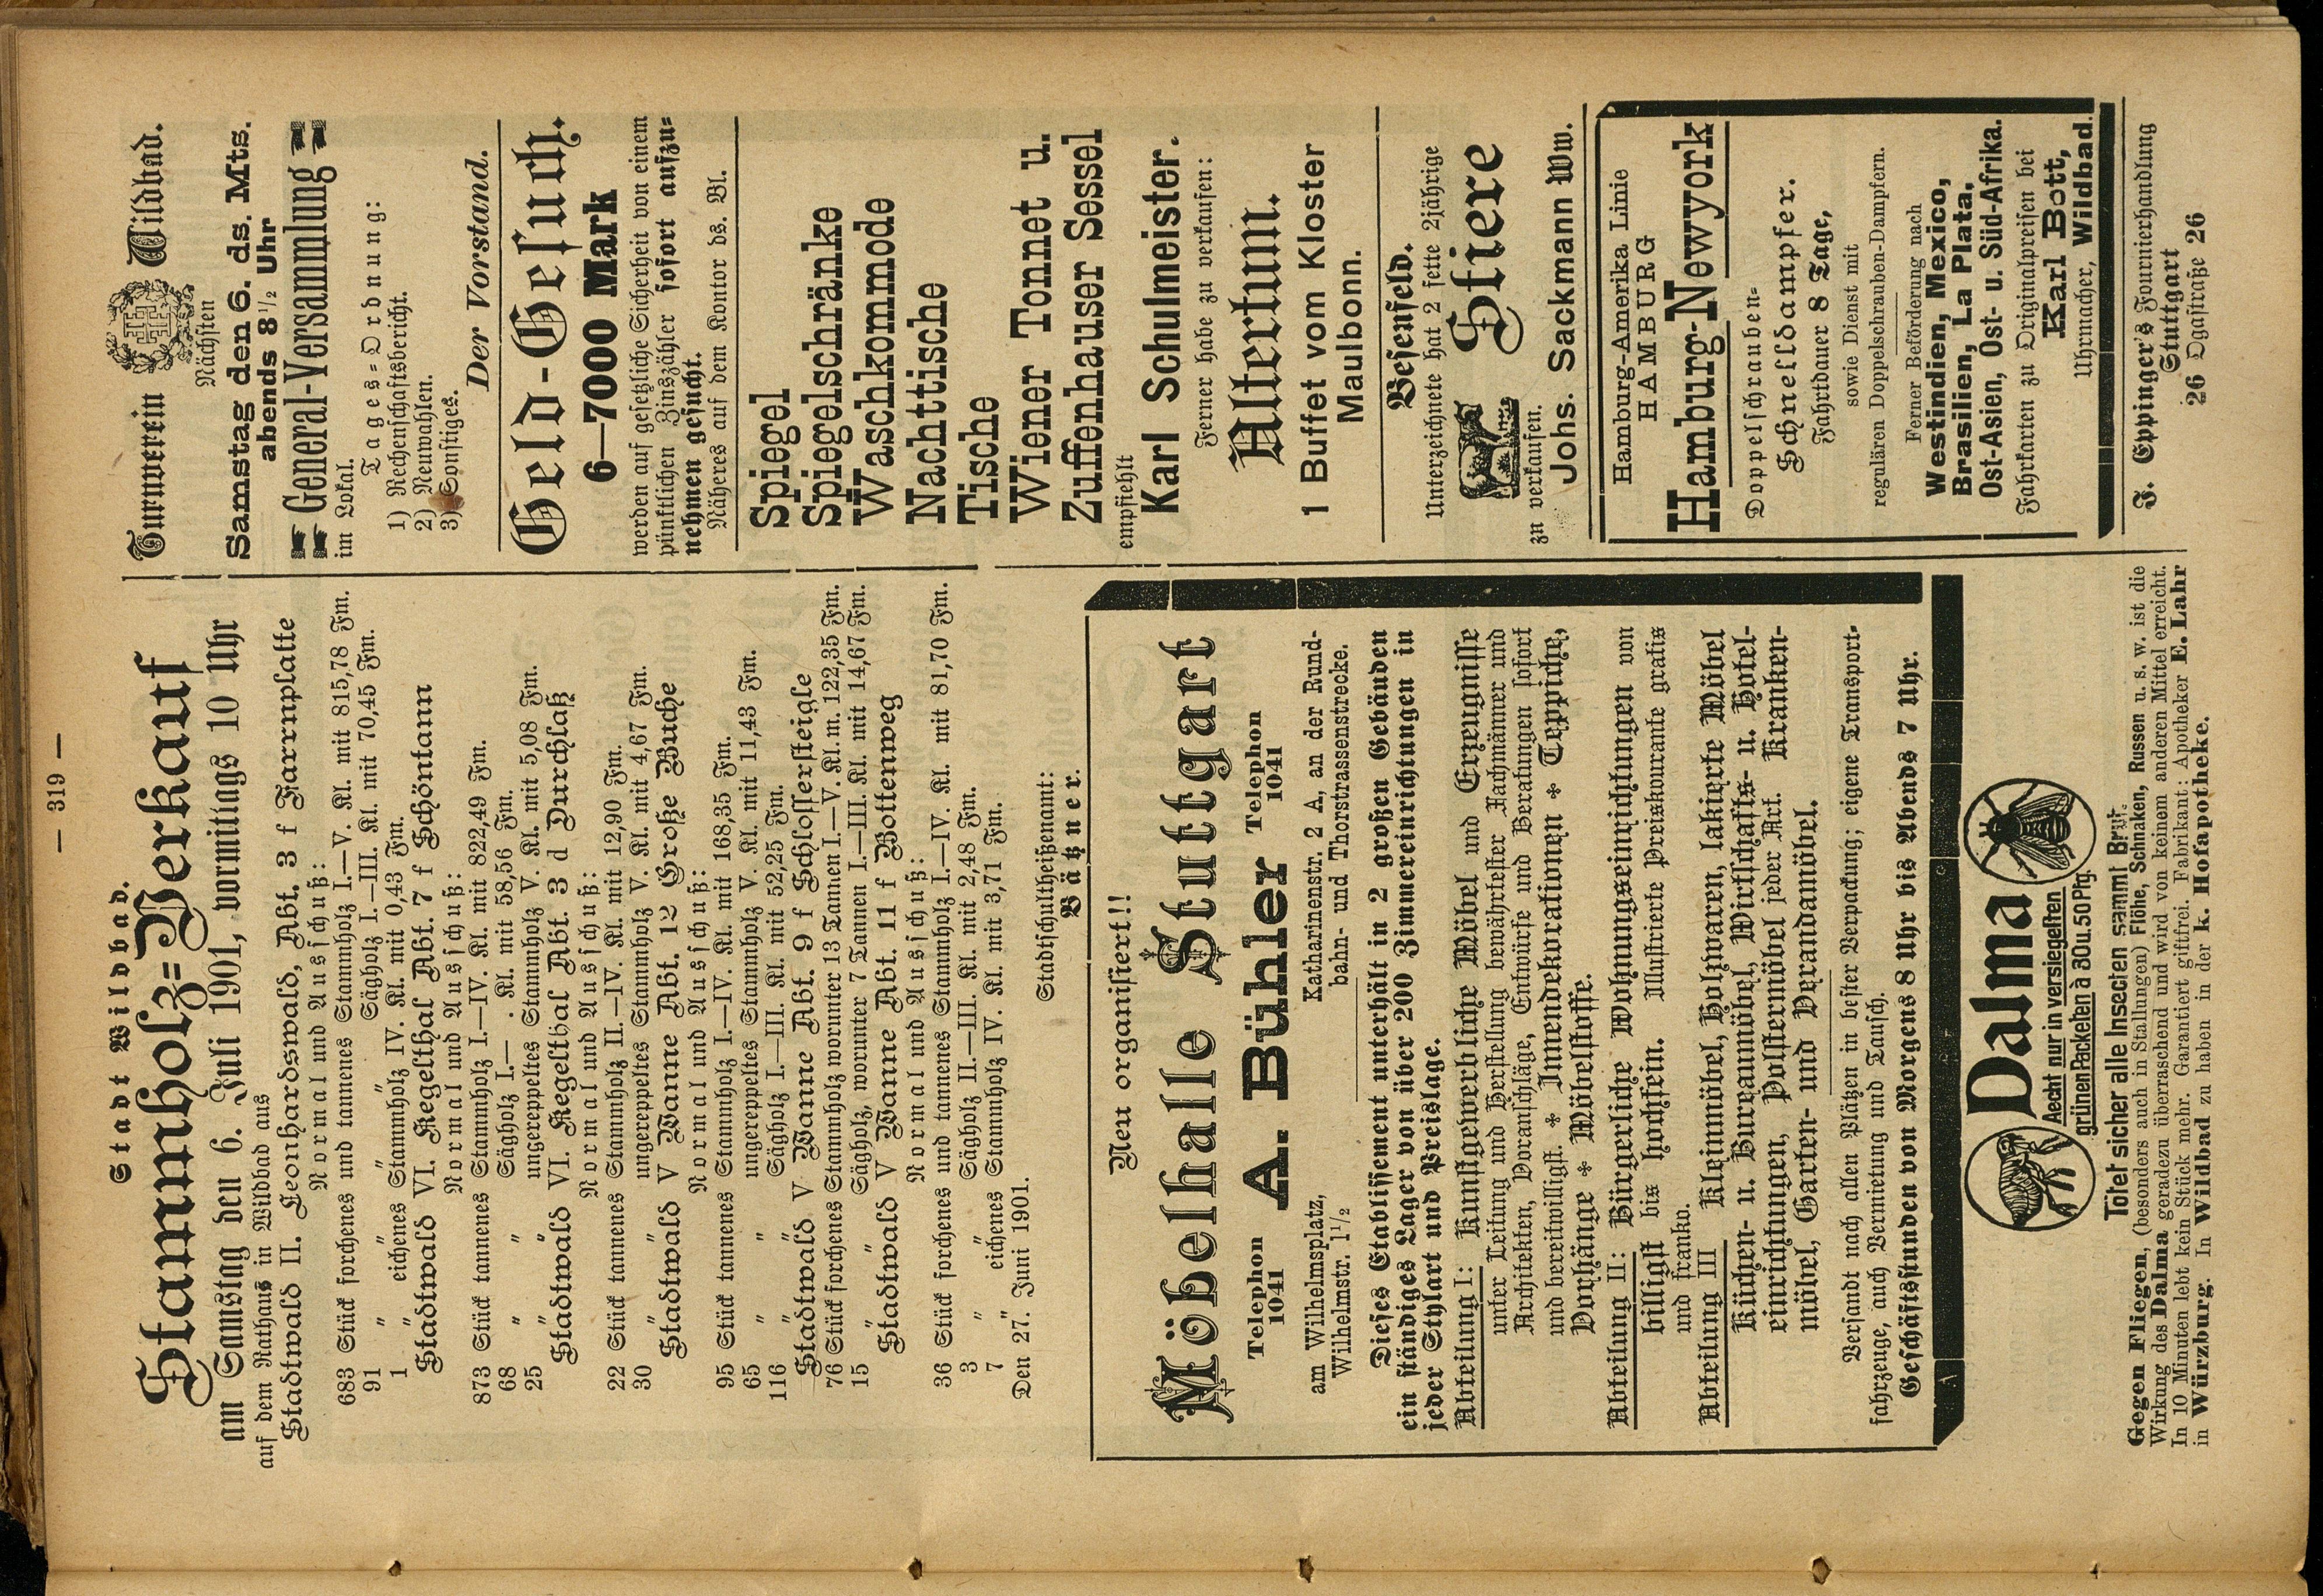 — 319 —
Stadt Wildbad.
Stammholz=Verkauf
am Samstag den 6. Juli 1901, vormittags 10 Uhr
auf dem Rathaus in Wildbad aus
Stadtwald II. Leonhardswald, Abt. 3 f Farrnplatte
Normal und Ausschuß:
683 Stück forchenes und tannenes Stammholz I.—V. Kl. mit 815,78 Fm.
91 " " Sägholz I.—III. Kl. mit 70,45 Fm.
1 " eichenes Stammholz IV. Kl. mit 0,43 Fm.
Stadtwald VI. Kegelthal Abt. 7 f Schöntann
Normal und Ausschuß:
873 Stück tannenes Stammholz I.—IV. Kl. mit 822,49 Fm.
68 " " Sägholz I.— . Kl. mit 58,56 Fm.
25 " " ungereppeltes Stammholz V. Kl. mit 5,08 Fm.
Stadtwald VI. Kegelthal Abt. 3 d Durchlaß
Normal und Ausschuß:
22 Stück tannenes Stammholz II.—IV. Kl. mit 12,90 Fm.
30 " " ungereppeltes Stammholz V. Kl. mit 4,67 Fm.
Stadtwald V Wanne Abt. 12 Große Buche
Normal und Ausschuß:
95 Stück tannenes Stammholz I.—IV. Kl. mit 168,35 Fm.
65 " " ungereppeltes Stammholz V. Kl. mit 11,43 Fm.
116 " " Sägholz I.—III. Kl. mit 52,25 Fm.
Stadtwald V Wanne Abt. 9 f Schlossersteigle
76 Stück forchenes Stammholz worunter 13 Tannen I.—V. Kl. m. 122,35 Fm.
15 " " Sägholz, worunter 7 Tannen I.—III. Kl. mit 14,67 Fm.
Stadtwald V Wanne Abt. 11 f Wottenweg
Normal und Ausschuß:
36 Stück forchenes und tannenes Stammholz I.—IV. Kl. mit 81,70 Fm.
3 " " Sägholz II.—III. Kl. mit 2,48 Fm.
7 " eichenes Stammholz IV. Kl. mit 3,71 Fm.
Den 27. Juni 1901.
Stadtschultheißenamt:
Bätzner.
Neu organisiert!!
Möbelhalle Stuttgart
Telephon 1041 A. Bühler Telephon 1041
am Wilhelmsplatz, Katharinenstr. 2 A, an der Rund-
Wilhelmstr. 1½ bahn- und Thorstrassenstrecke.
Dieses Etablissement unterhält in 2 großen Gebänden
ein ständiges Lager von über 200 Zimmereinrichtungen in
jeder Stylart und Preislage.
Abteilung I: Kunstgewerbliche Möbel und Erzeugnisse
unter Leitung und Herstellung bewährtester Fachmänner und
Architekten, Voranschläge, Entwürfe und Beratungen sofort
und bereitwilligst. * Innendekorationen * Teppiche,
Vorhänge * Möbelstoffe.
Abteilung II: Bürgerliche Wohnungseinrichtungen von
billigst bis hochfein. Illustrierte Preiskourante gratis
und franko.
Abteilung III Kleinmöbel, Holzwaren, lakierte Möbel
Küchen- u. Bureaumöbel, Wirtschafts- u. Hotel-
einrichtungen, Polstermöbel jeder Art. Kranken-
möbel, Garten- und Verandamöbel.
Versandt nach allen Plätzen in bester Verpackung; eigene Transport-
fahrzeuge, auch Vermietung und Tausch.
Geschäftsstunden von Morgens 8 Uhr bis Abends 7 Uhr.
Dalma
Aecht nur in versiegelten
grünen Packeten à 30 u. 50 Pfg.
Tötet sicher alle Insecten sammt Brut.
Gegen Fliegen, (besonders auch in Stallungen) Flöhe, Schnaken, Russen u. s. w. ist die
Wirkung des Dalma geradezu überraschend und wird von keinem anderen Mittel erreicht.
In 10 Minuten lebt kein Stück mehr. Garantiert giftfrei. Fabrikant: Apotheker E. Lahr
in Würzburg. In Wildbad zu haben in der k. Hofapotheke.
Turnverein Wildbad.
Nächsten
Samstag den 6. ds. Mts.
abends 8½ Uhr
General-Versammlung
im Lokal.
Tages=Ordnung:
1) Rechenschaftsbericht.
2) Neuwahlen.
3) Sonstiges.
Der Vorstand.
Geld-Gesuch.
6—7000 Mark
werden auf gesetzliche Sicherheit von einem
pünktlichen Zinszähler sofort aufzu=
nehmen gesucht.
Näheres auf dem Kontor ds. Bl.
Spiegel
Spiegelschränke
Waschkommode
Nachttische
Tische
Wiener Tonnet u.
Zuffenhauser Sessel
empfiehlt
Karl Schulmeister.
Ferner habe zu verkaufen:
Altertum.
1 Buffet vom Kloster
Maulbonn.
Besenfeld.
Unterzeichnete hat 2 fette 2jährige
Stiere
zu verkaufen.
Johs. Sackmann Ww.
Hamburg-Amerika Linie
HAMBURG
Hamburg-Newyork
Doppelschrauben=
Schnelldampfer.
Fahrtdauer 8 Tage,
sowie Dienst mit
regulären Doppelschrauben-Dampfern.
Ferner Beförderung nach
Westindien, Mexico,
Brasilien, La Plata,
Ost-Asien, Ost- u. Süd-Afrika.
Fahrkarten zu Originalpreisen bei
Karl Bott,
Uhrmacher, Wildbad.
J. Eppinger's Fournierhandlung
Stuttgart
26 Ogastraße 26